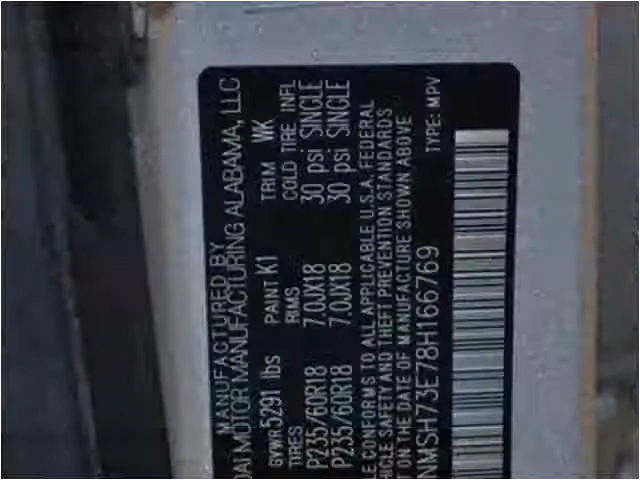 MANUFACTURED BY
DAI MOTOR MANUFACTURING ALABAMA, LLC
GVWR 5291 lbs PAINT K1 TRIM WK
TIRES RIMS COLD TIRE INFL
P235/60R18 7.0JX18 30 psi SINGLE
P235/60R18 7.0JX18 30 psi SINGLE
LE CONFORMS TO ALL APPLICABLE U.S.A. FEDERAL
VEHICLE SAFETY AND THEFT PREVENTION STANDARDS
T ON THE DATE OF MANUFACTURE SHOWN ABOVE
NMSH73E78H166769 TYPE: MPV